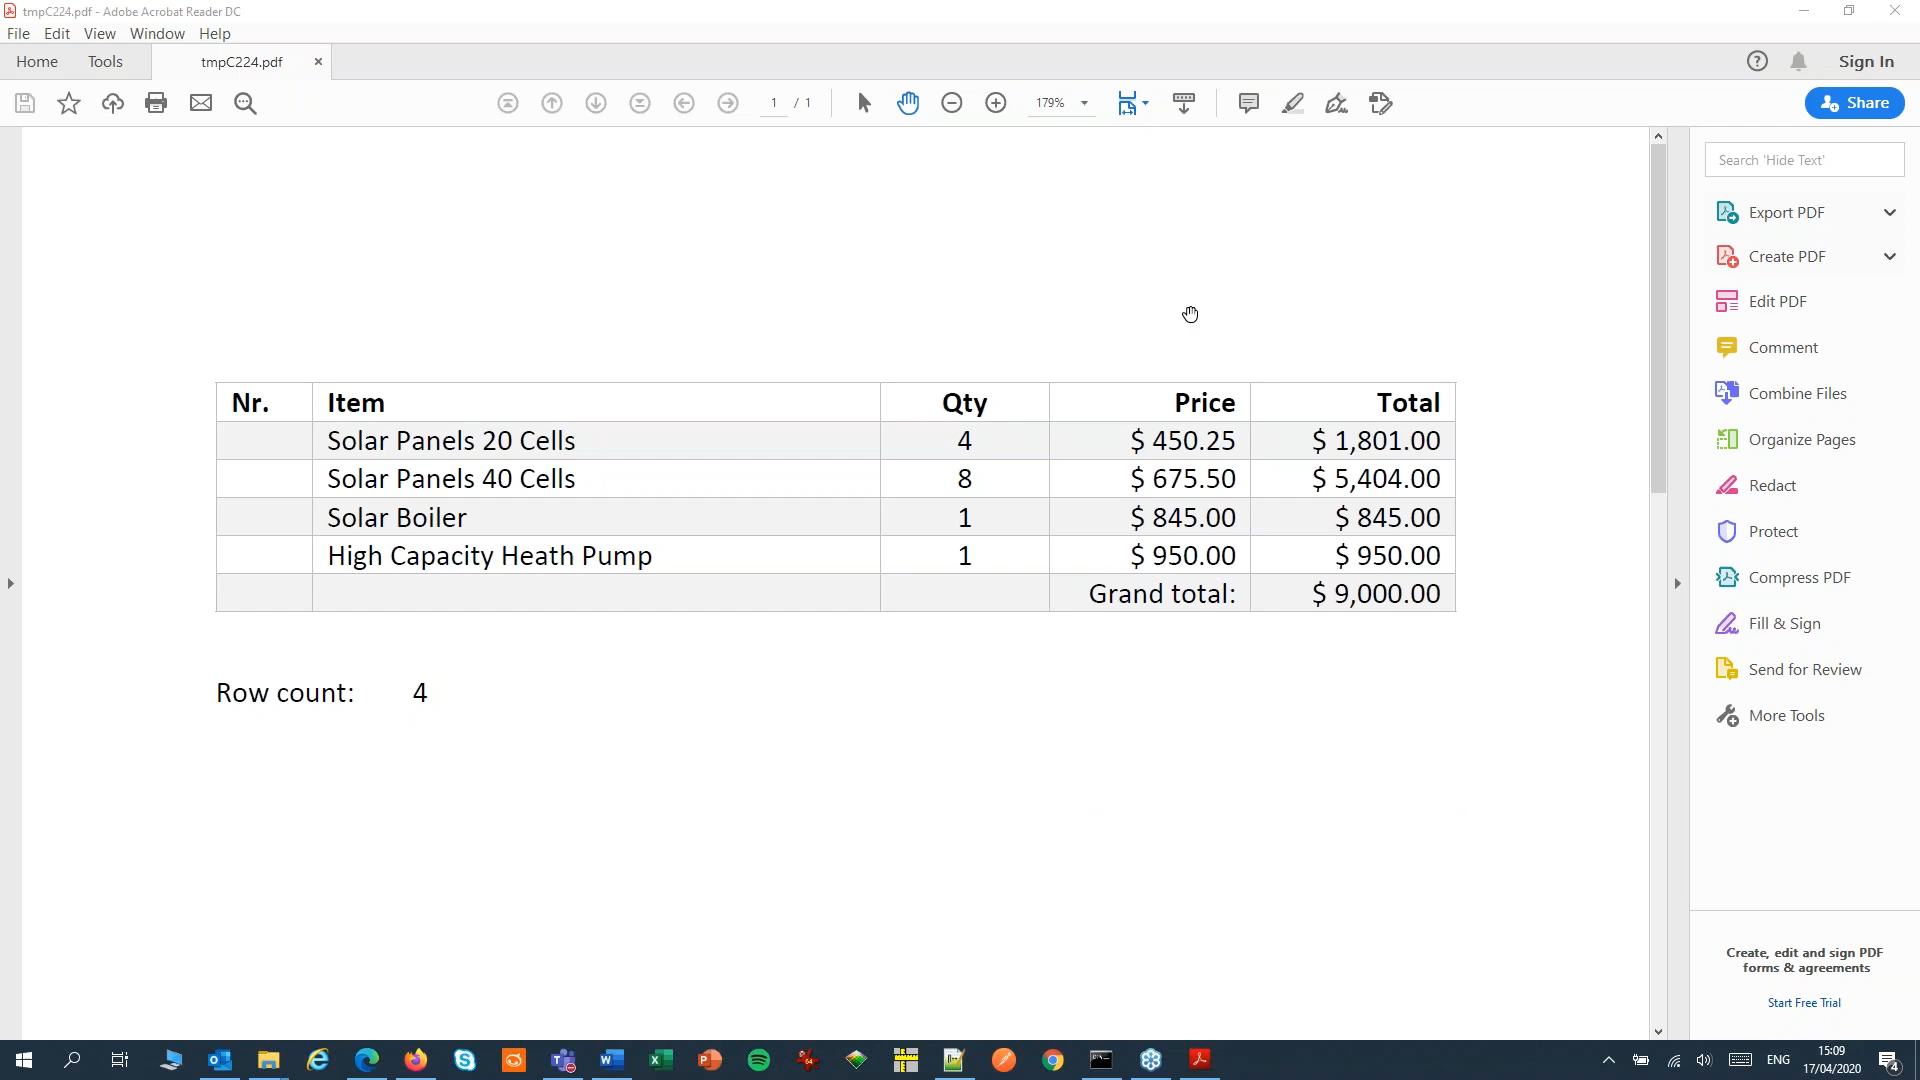 tmpC224.pdf - Adobe Acrobat Reader DC
File Edit View Window Help
Home Tools tmpC224.pdf × Sign In
1 / 1 179% Share
Search 'Hide Text'
Export PDF
Create PDF
Edit PDF
Comment
Combine Files
Organize Pages
Redact
Protect
Compress PDF
Fill & Sign
Send for Review
More Tools
Nr. Item Qty Price Total
Solar Panels 20 Cells 4 $ 450.25 $ 1,801.00
Solar Panels 40 Cells 8 $ 675.50 $ 5,404.00
Solar Boiler 1 $ 845.00 $ 845.00
High Capacity Heath Pump 1 $ 950.00 $ 950.00
Grand total: $ 9,000.00
Row count: 4
Create, edit and sign PDF
forms & agreements
Start Free Trial
ENG 15:09
17/04/2020 4